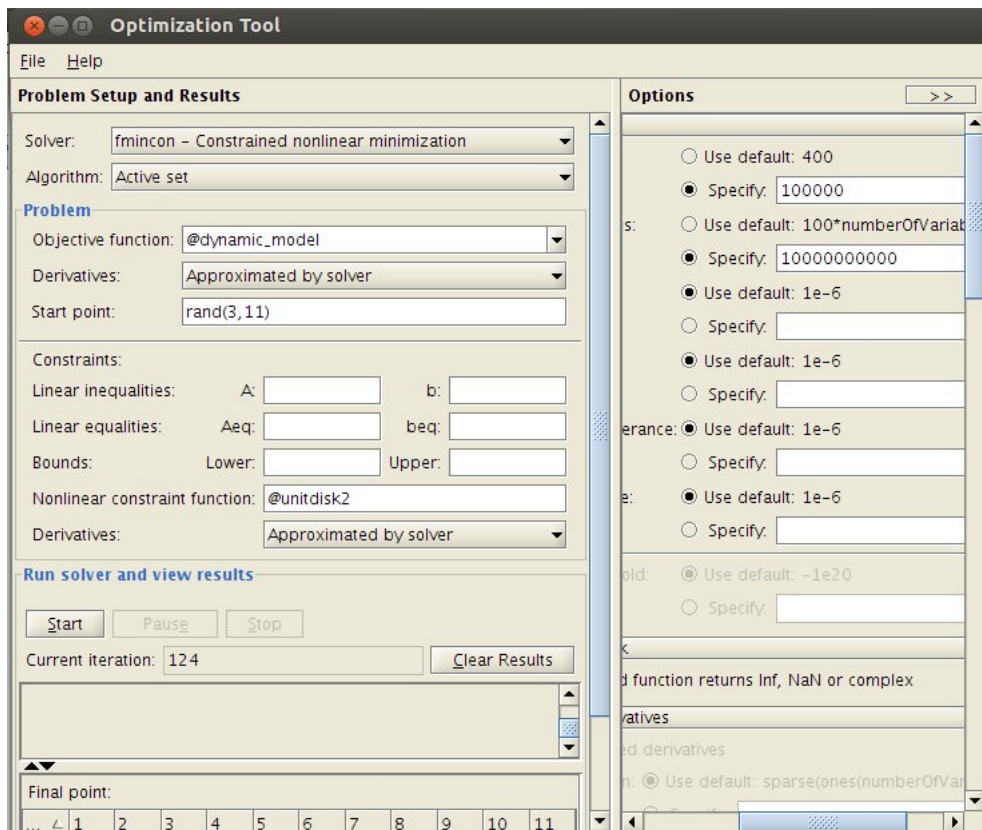 Optimization Tool
File Help
Problem Setup and Results
Solver: fmincon - Constrained nonlinear minimization
Algorithm: Active set
Problem
Objective function: @dynamic_model
Derivatives: Approximated by solver
Start point: rand(3,11)
Constraints:
Linear inequalities: A: b:
Linear equalities: Aeq: beq:
Bounds: Lower: Upper:
Nonlinear constraint function: @unitdisk2
Derivatives: Approximated by solver
Run solver and view results
Start Pause Stop
Current iteration: 124 Clear Results
Final point:
... 1 2 3 4 5 6 7 8 9 10 11
Options >>
Use default: 400
Specify: 100000
s: Use default: 100*numberOfVariab
Specify: 10000000000
Use default: 1e-6
Specify:
Use default: 1e-6
Specify:
erance: Use default: 1e-6
Specify:
e: Use default: 1e-6
Specify:
old: Use default: -1e20
Specify:
k
d function returns Inf, NaN or complex
vatives
ed derivatives
n: Use default: sparse(ones(numberOfVar